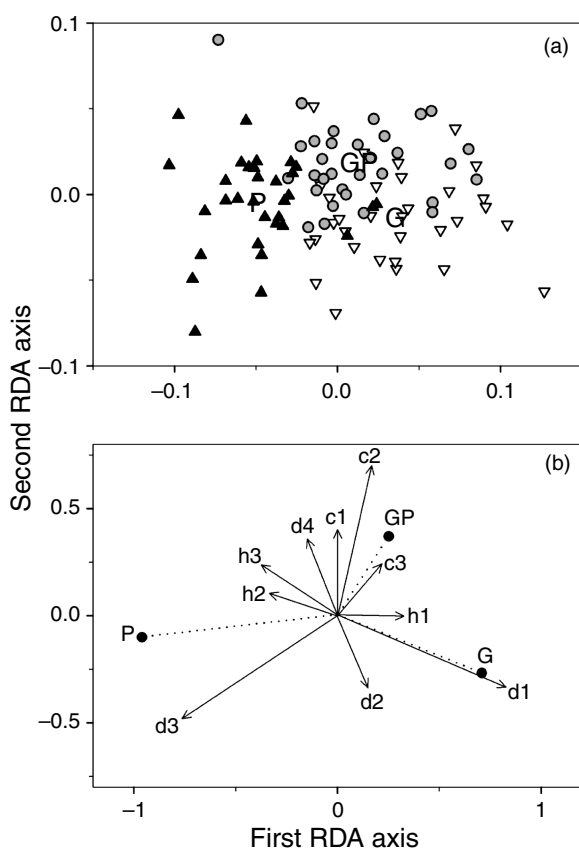 0.1
(a)
GP
0.0
P
G
−0.1
−0.1
0.0
0.1
Second RDA axis
c2
(b)
0.5
GP
c1
d4
h3
c3
h2
0.0
h1
P
G
d1
d2
−0.5
d3
−1
0
1
First RDA axis